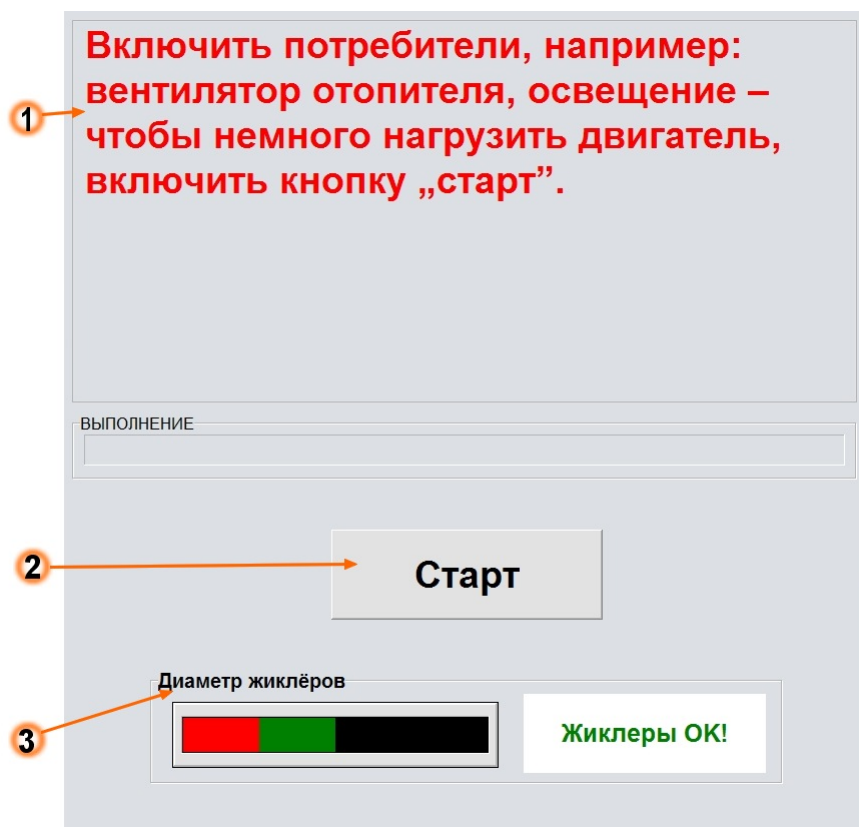 Включить потребители, например:
вентилятор отопителя, освещение –
1
чтобы немного нагрузить двигатель,
включить кнопку „старт”.
ВЫПОЛНЕНИЕ
2
Старт
Диаметр жиклёров
3
Жиклеры ОК!